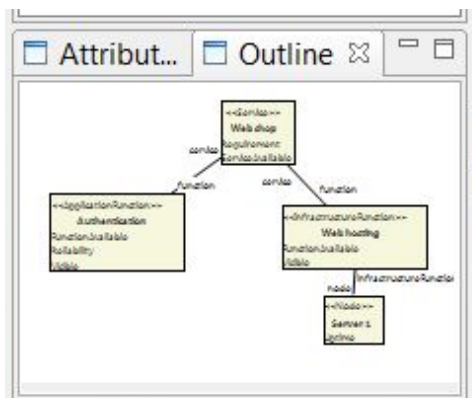 Attribut... Outline
<<Service>>
Web shop
Requirement
ServiceAvailable
service
function
service
function
<<ApplicationFunction>>
Authentication
FunctionAvailable
Reliability
Visible
<<InfrastructureFunction>>
Web hosting
FunctionAvailable
Visible
infrastructureFunction
node
<<Node>>
Server 1
Uptime